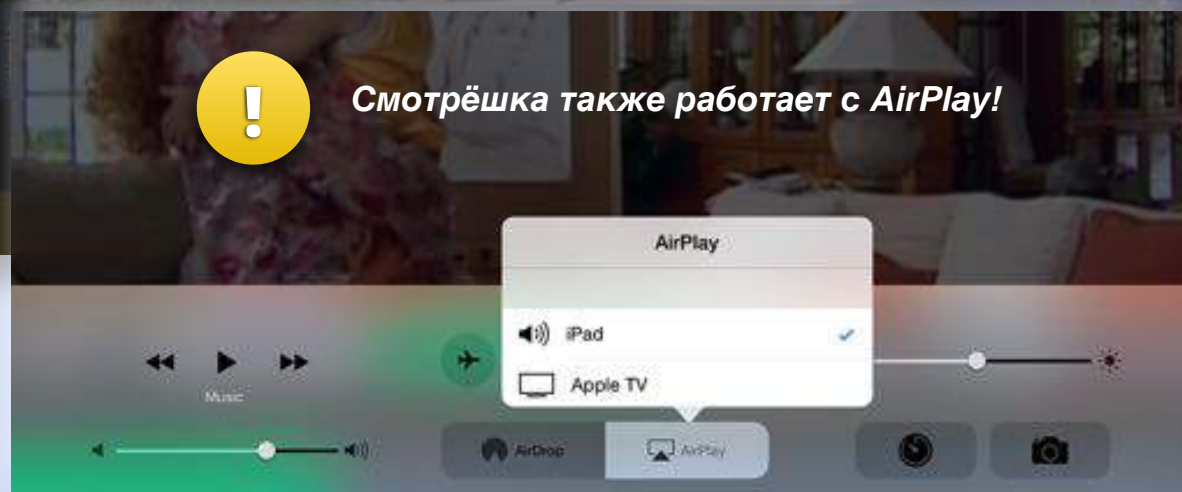 !
Смотрёшка также работает с AirPlay!
AirPlay
iPad
Apple TV
Music
AirDrop
AirPlay